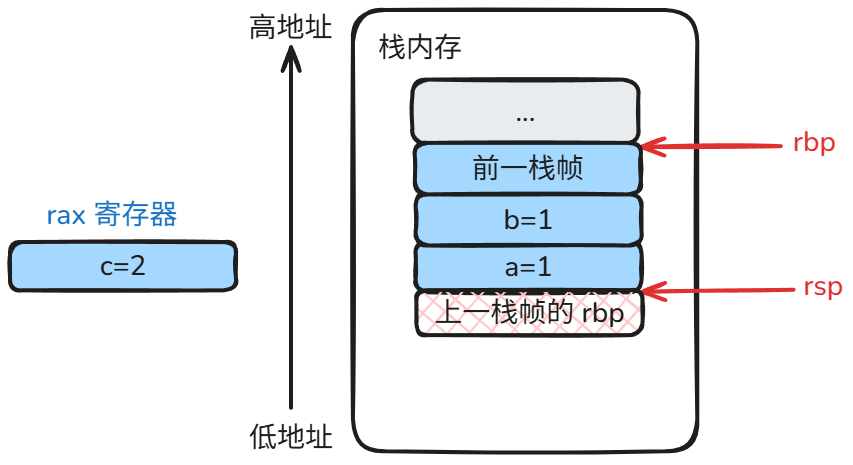 高地址
栈内存
...
rbp
前一栈帧
rax 寄存器
b=1
c=2
a=1
rsp
上一栈帧的 rbp
低地址